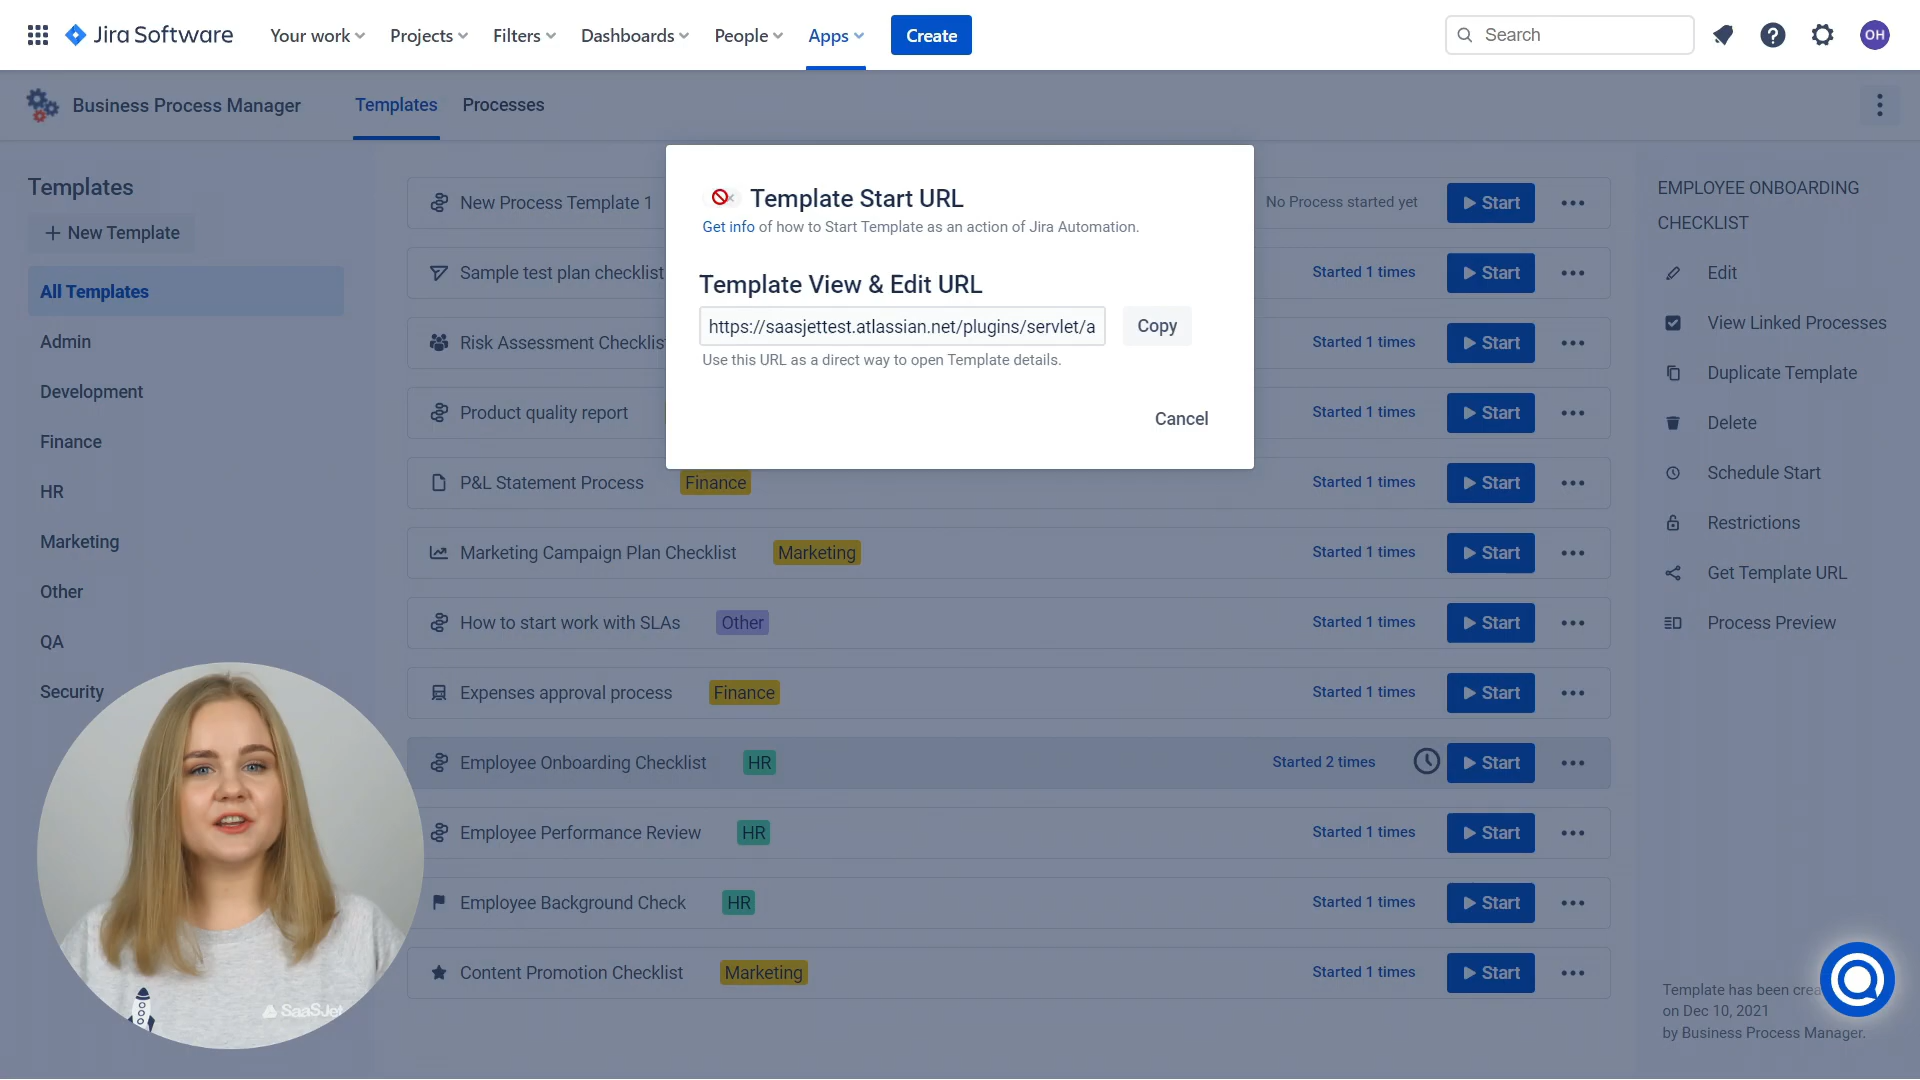 Jira Software
Your work
Projects
Filters
Dashboards
People
Apps
Create
Search
OH
Business Process Manager
Templates
Processes
Templates
+ New Template
All Templates
Admin
Development
Finance
HR
Marketing
Other
QA
Security
Template Start URL
Get info of how to Start Template as an action of Jira Automation.
Template View & Edit URL
https://saasjettest.atlassian.net/plugins/servlet/a
Copy
Use this URL as a direct way to open Template details.
Cancel
New Process Template 1
No Process started yet
Start
Sample test plan checklist
Started 1 times
Start
Risk Assessment Checklis
Started 1 times
Start
Product quality report
Started 1 times
Start
P&L Statement Process
Finance
Started 1 times
Start
Marketing Campaign Plan Checklist
Marketing
Started 1 times
Start
How to start work with SLAs
Other
Started 1 times
Start
Expenses approval process
Finance
Started 1 times
Start
Employee Onboarding Checklist
HR
Started 2 times
Start
Employee Performance Review
HR
Started 1 times
Start
Employee Background Check
HR
Started 1 times
Start
Content Promotion Checklist
Marketing
Started 1 times
Start
EMPLOYEE ONBOARDING
CHECKLIST
Edit
View Linked Processes
Duplicate Template
Delete
Schedule Start
Restrictions
Get Template URL
Process Preview
Template has been crea
on Dec 10, 2021
by Business Process Manager.
SaaSJet